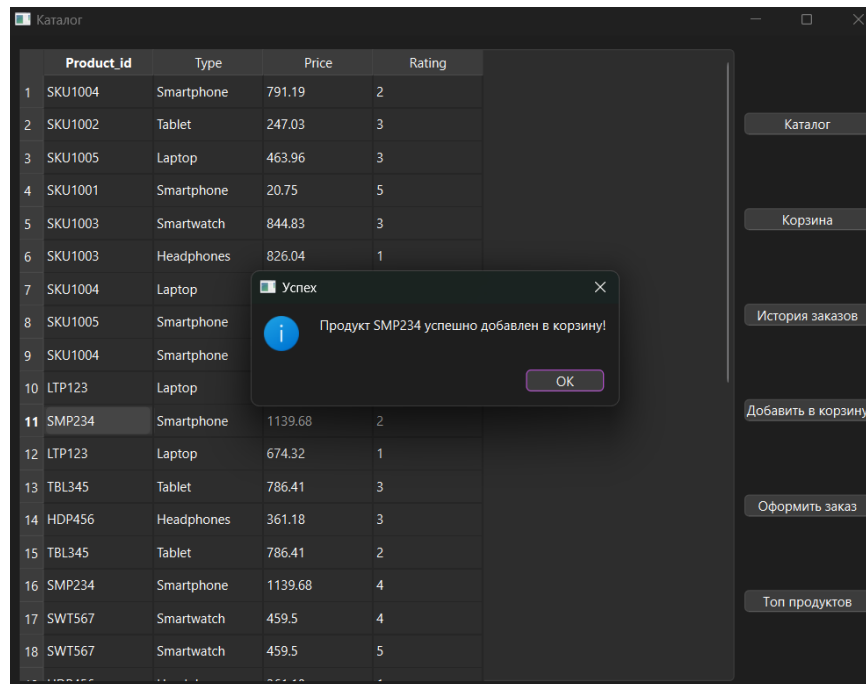 Каталог
Product_id Type Price Rating
1 SKU1004 Smartphone 791.19 2
2 SKU1002 Tablet 247.03 3
Каталог
3 SKU1005 Laptop 463.96 3
4 SKU1001 Smartphone 20.75 5
5 SKU1003 Smartwatch 844.83 3
Корзина
6 SKU1003 Headphones 826.04 1
7 SKU1004 Laptop
Успех
8 SKU1005 Smartphone
Продукт SMP234 успешно добавлен в корзину!
История заказов
9 SKU1004 Smartphone
10 LTP123 Laptop
OK
11 SMP234 Smartphone 1139.68 2
Добавить в корзину
12 LTP123 Laptop 674.32 1
13 TBL345 Tablet 786.41 3
14 HDP456 Headphones 361.18 3
Оформить заказ
15 TBL345 Tablet 786.41 2
16 SMP234 Smartphone 1139.68 4
Топ продуктов
17 SWT567 Smartwatch 459.5 4
18 SWT567 Smartwatch 459.5 5